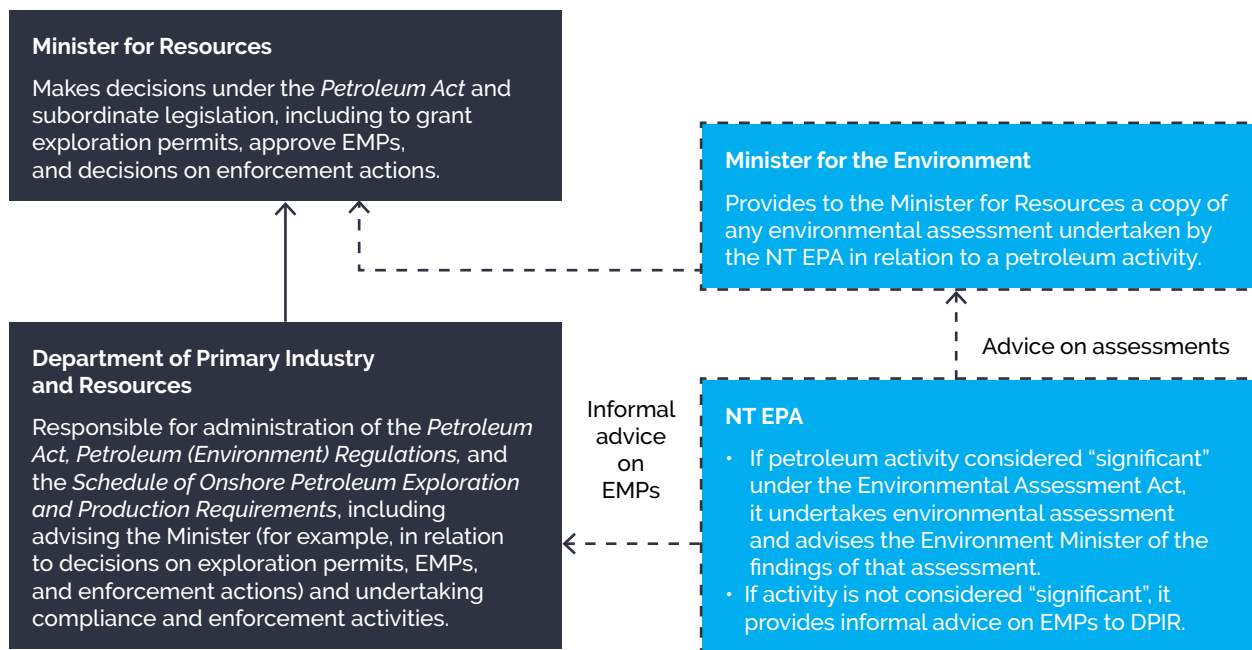 Minister for Resources
Makes decisions under the Petroleum Act and
subordinate legislation, including to grant
exploration permits, approve EMPs,
and decisions on enforcement actions.
Minister for the Environment
Provides to the Minister for Resources a copy of
any environmental assessment undertaken by
the NT EPA in relation to a petroleum activity.
Department of Primary Industry
and Resources
Responsible for administration of the Petroleum
Act, Petroleum (Environment) Regulations, and
the Schedule of Onshore Petroleum Exploration
and Production Requirements, including
advising the Minister (for example, in relation
to decisions on exploration permits, EMPs,
and enforcement actions) and undertaking
compliance and enforcement activities.
Informal
advice
on
EMPs
Advice on assessments
NT EPA
• If petroleum activity considered “significant”
under the Environmental Assessment Act,
it undertakes environmental assessment
and advises the Environment Minister of the
findings of that assessment.
• If activity is not considered “significant”, it
provides informal advice on EMPs to DPIR.